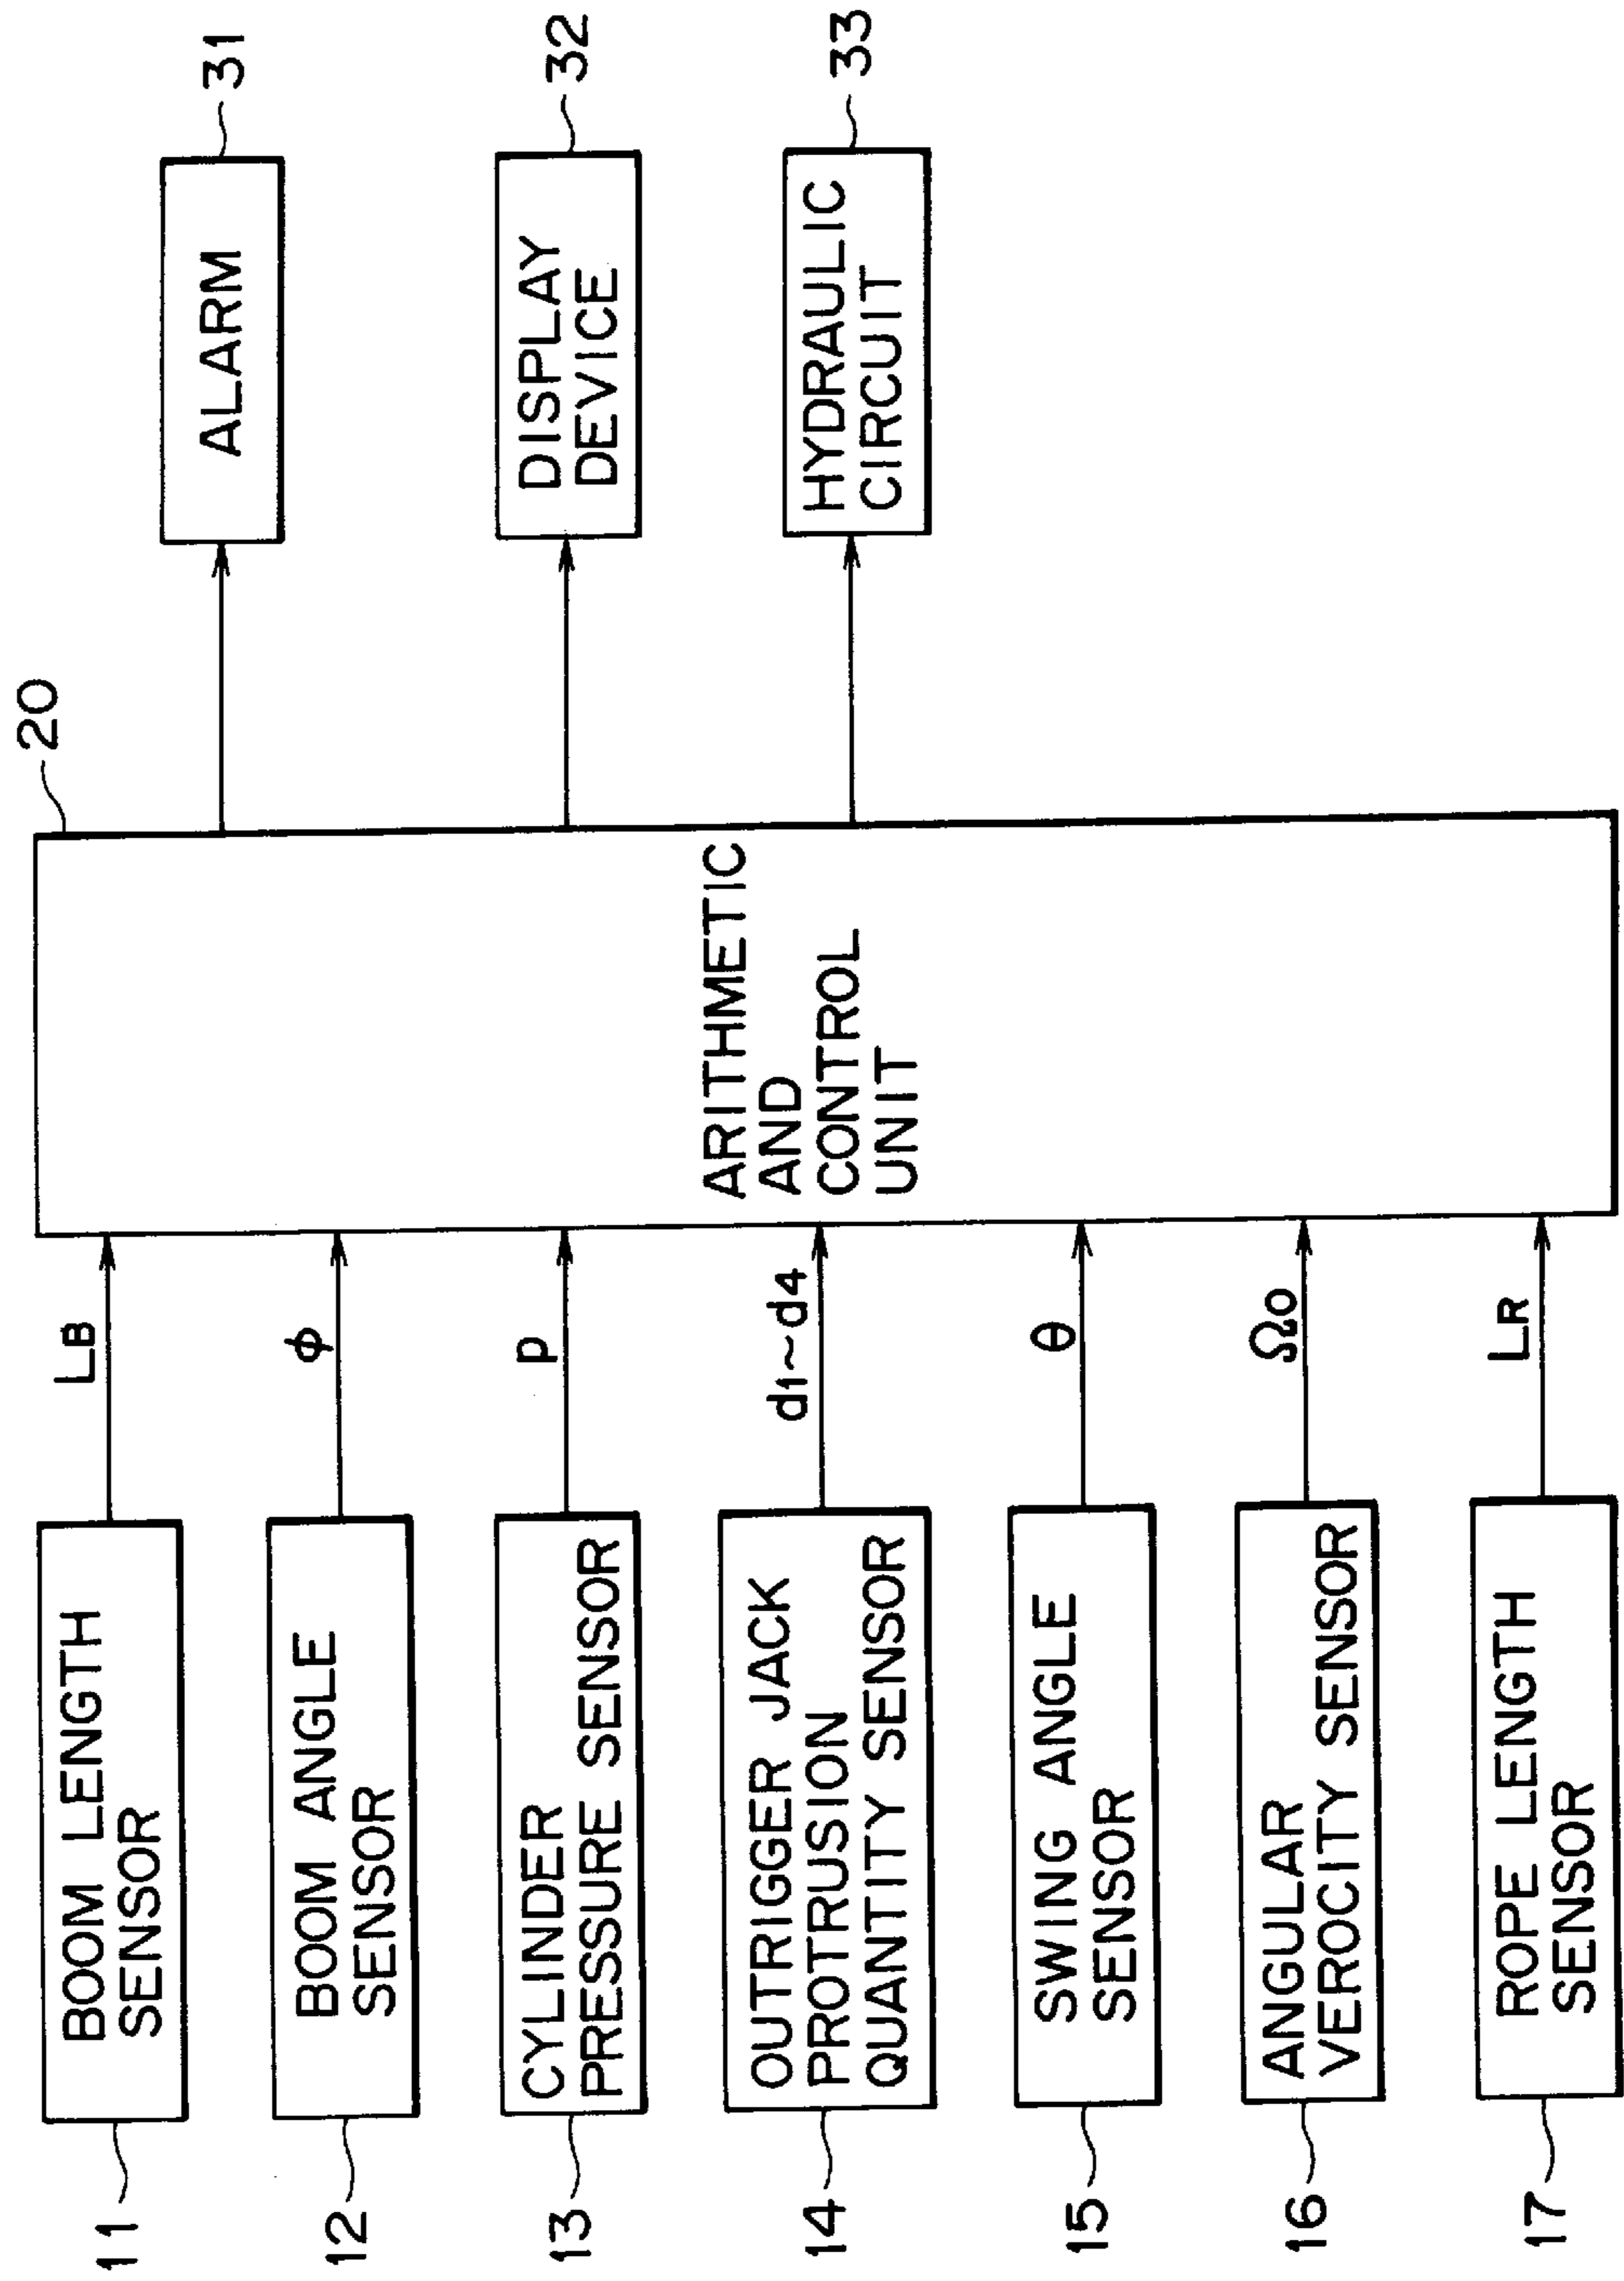 11
BOOM LENGTH
SENSOR
LB
12
BOOM ANGLE
SENSOR
ϕ
13
CYLINDER
PRESSURE SENSOR
p
14
OUTRIGGER JACK
PROTRUSION
QUANTITY SENSOR
d1~d4
15
SWING ANGLE
SENSOR
θ
16
ANGULAR
VEROCITY SENSOR
Ωo
17
ROPE LENGTH
SENSOR
LR
20
ARITHMETIC
AND
CONTROL
UNIT
31
ALARM
32
DISPLAY
DEVICE
33
HYDRAULIC
CIRCUIT